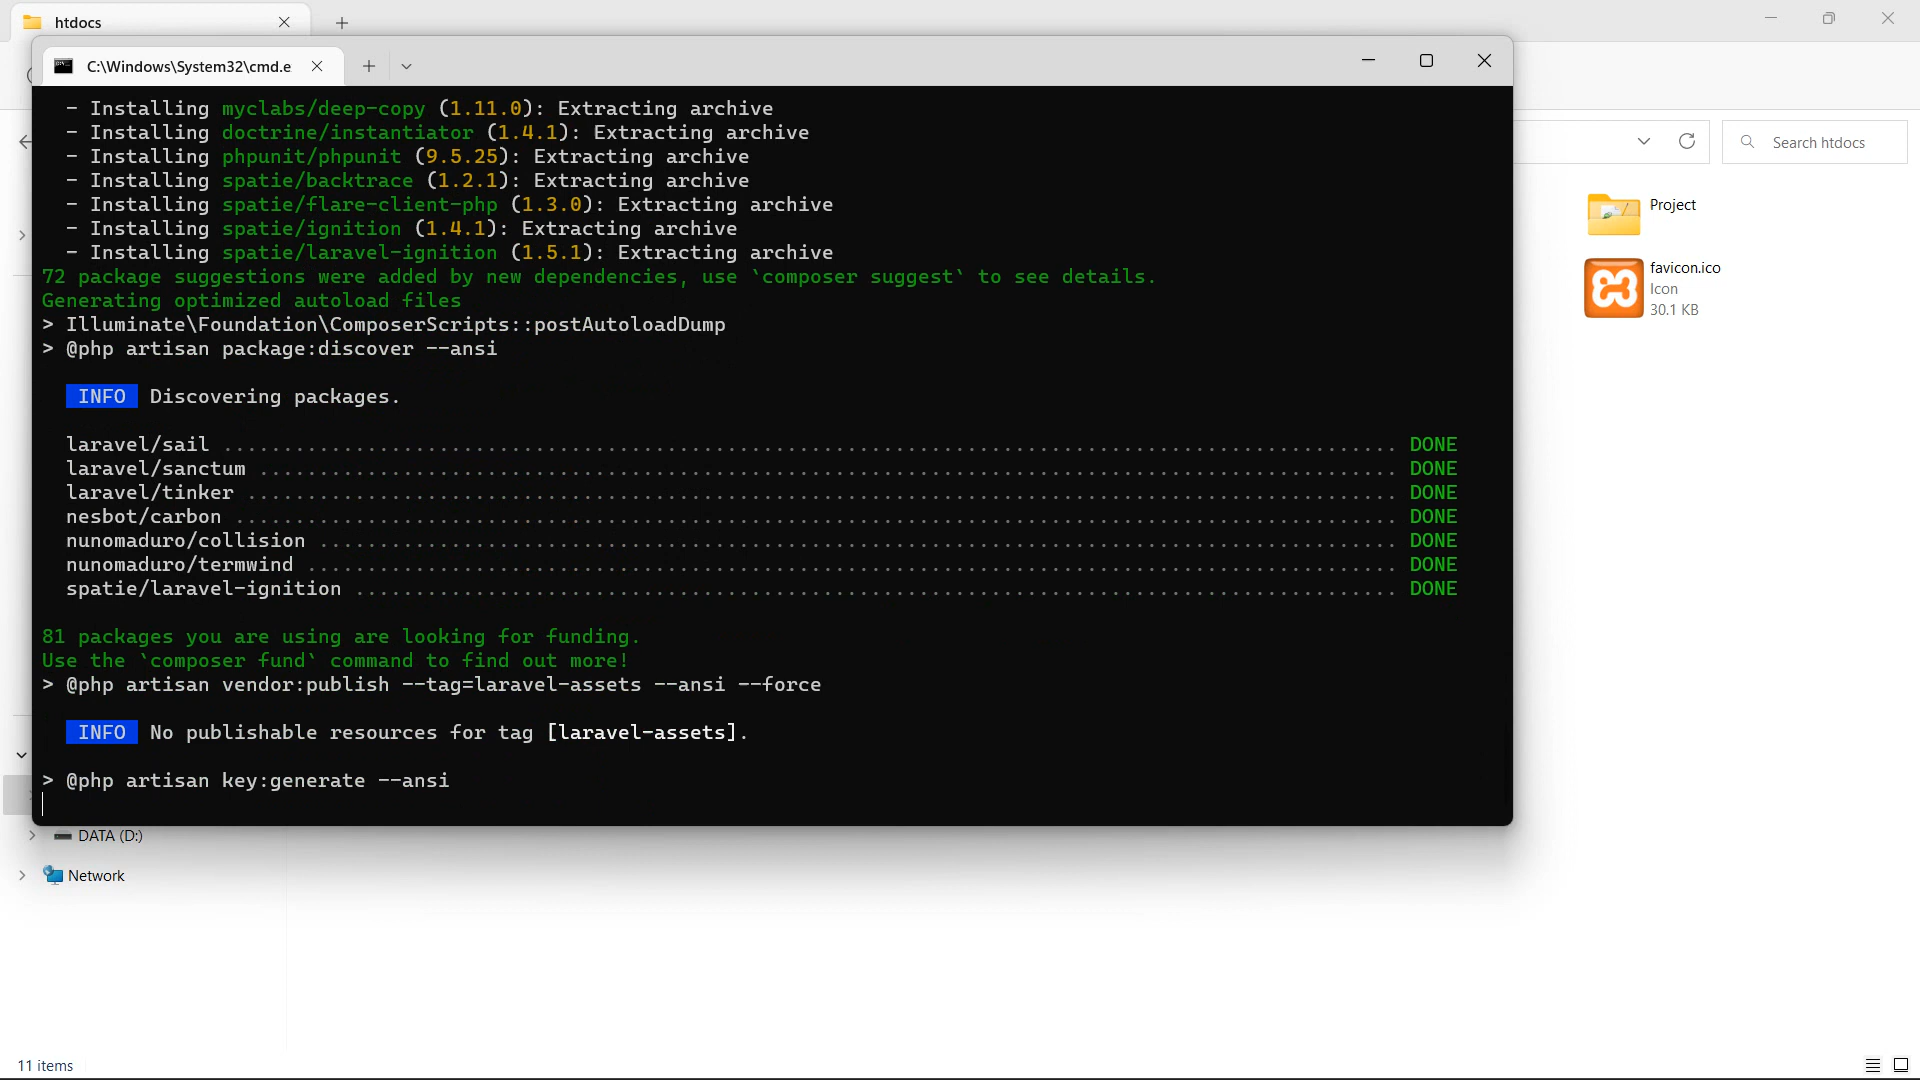 htdocs
C:\Windows\System32\cmd.e
- Installing myclabs/deep-copy (1.11.0): Extracting archive
- Installing doctrine/instantiator (1.4.1): Extracting archive
- Installing phpunit/phpunit (9.5.25): Extracting archive
- Installing spatie/backtrace (1.2.1): Extracting archive
- Installing spatie/flare-client-php (1.3.0): Extracting archive
- Installing spatie/ignition (1.4.1): Extracting archive
- Installing spatie/laravel-ignition (1.5.1): Extracting archive
72 package suggestions were added by new dependencies, use `composer suggest` to see details.
Generating optimized autoload files
> Illuminate\Foundation\ComposerScripts::postAutoloadDump
> @php artisan package:discover --ansi
INFO Discovering packages.
laravel/sail .................................................................................................. DONE
laravel/sanctum ............................................................................................... DONE
laravel/tinker ................................................................................................ DONE
nesbot/carbon ................................................................................................. DONE
nunomaduro/collision .......................................................................................... DONE
nunomaduro/termwind ........................................................................................... DONE
spatie/laravel-ignition ....................................................................................... DONE
81 packages you are using are looking for funding.
Use the `composer fund` command to find out more!
> @php artisan vendor:publish --tag=laravel-assets --ansi --force
INFO No publishable resources for tag [laravel-assets].
> @php artisan key:generate --ansi
Search htdocs
Project
favicon.ico
Icon
30.1 KB
DATA (D:)
Network
11 items